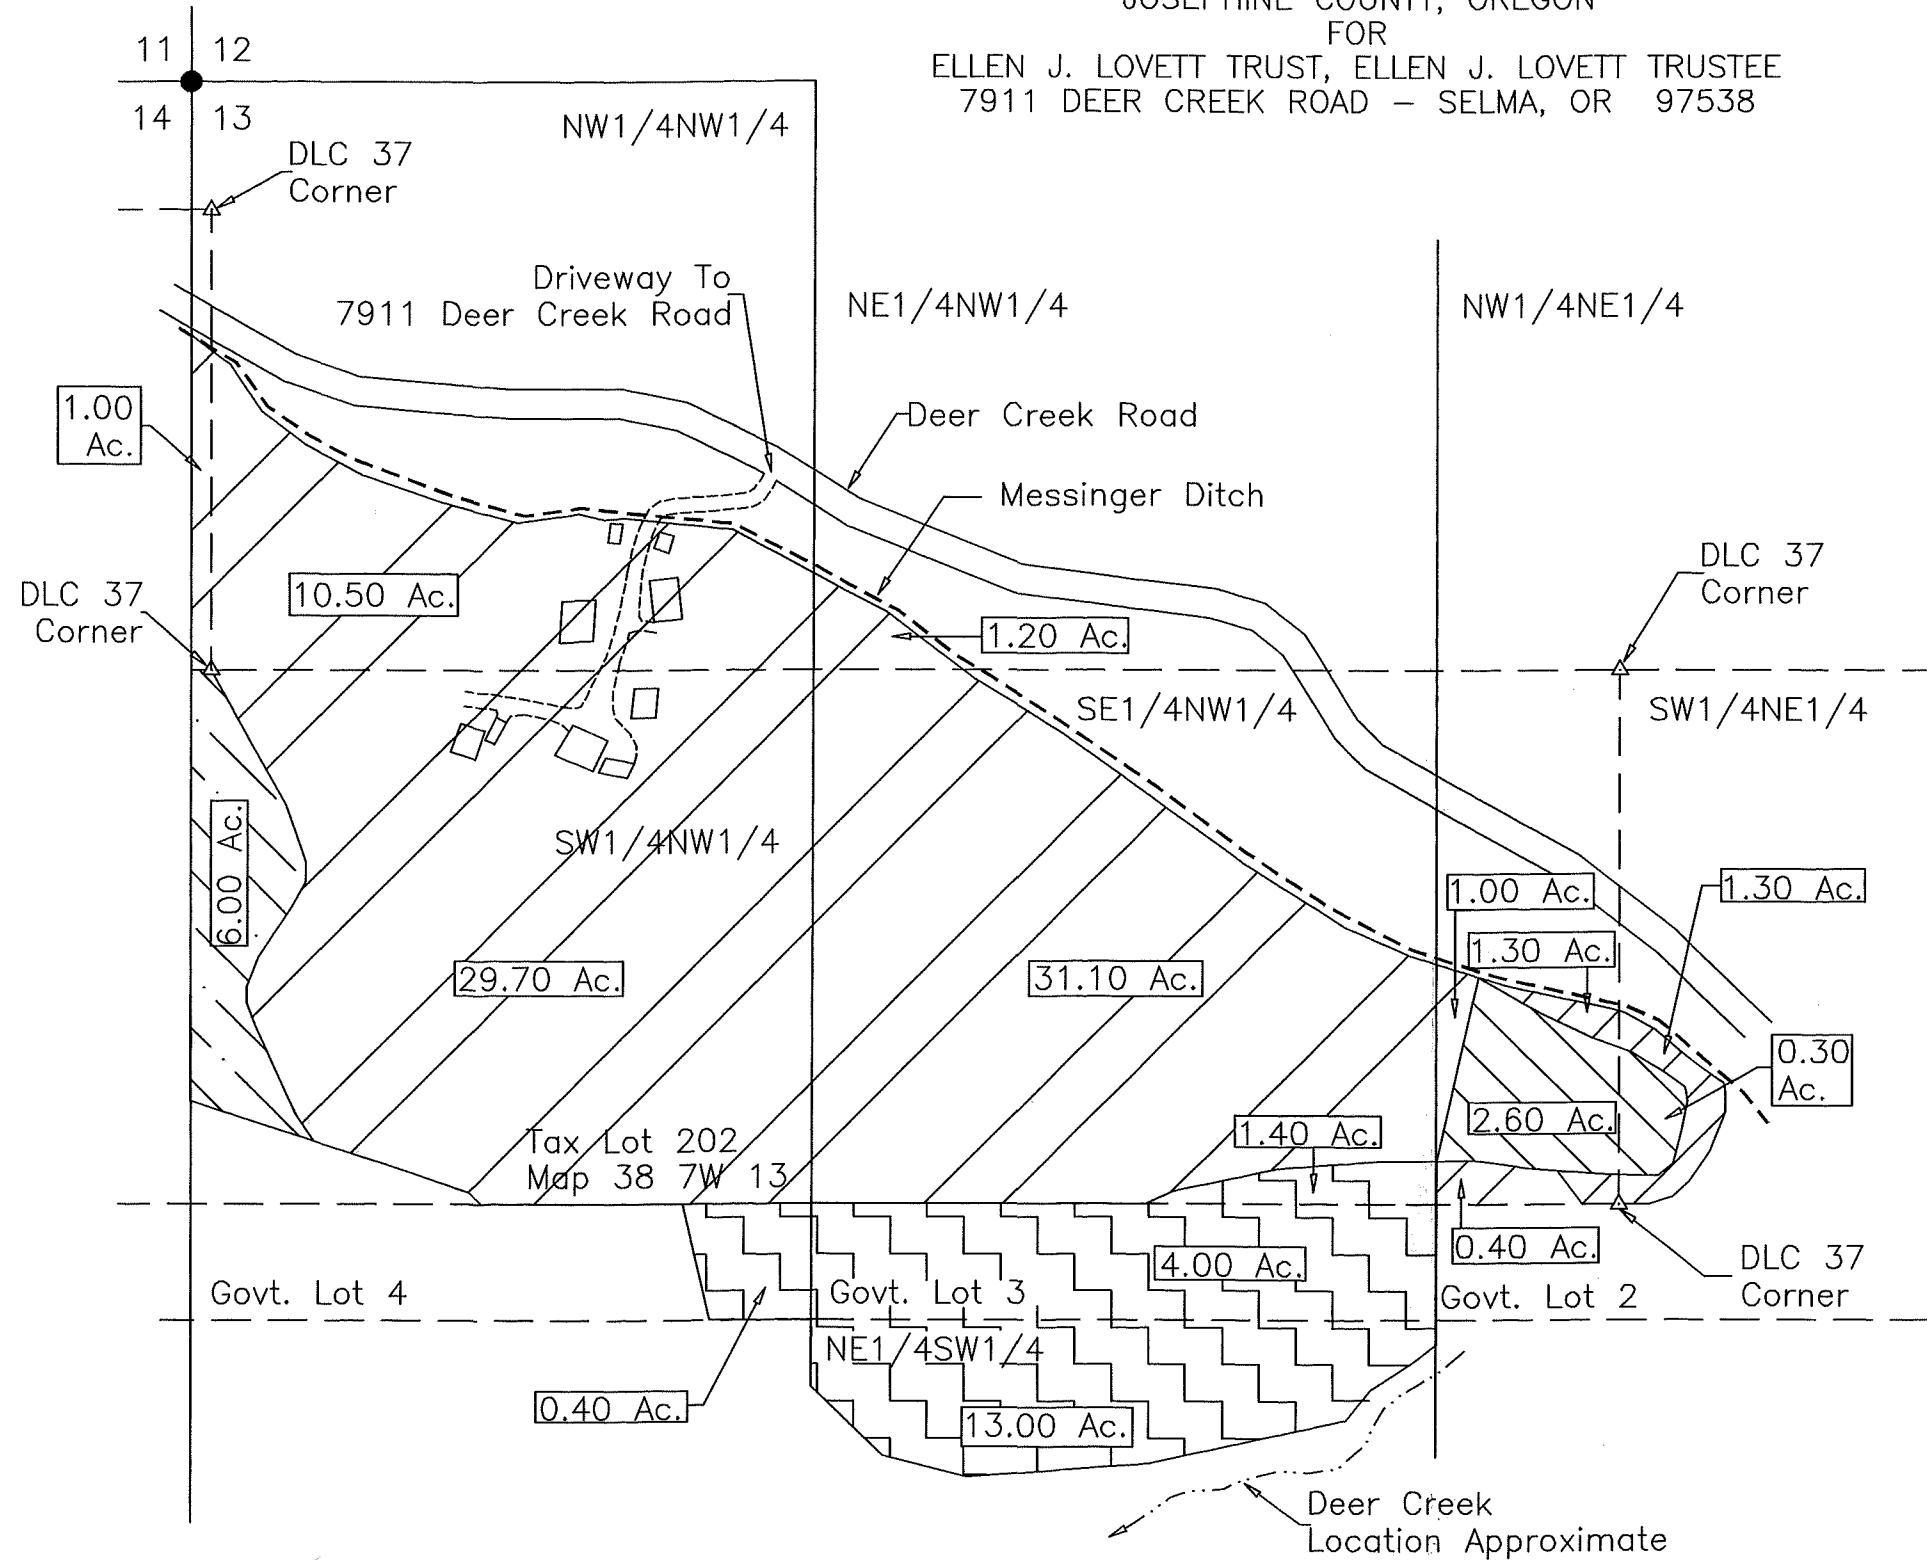 JOSEPHINE COUNTY, OREGON
FOR
ELLEN J. LOVETT TRUST, ELLEN J. LOVETT TRUSTEE
7911 DEER CREEK ROAD – SELMA, OR 97538
11 12
14 13
NW1/4NW1/4
DLC 37
Corner
Driveway To
7911 Deer Creek Road
NE1/4NW1/4
NW1/4NE1/4
1.00
Ac.
Deer Creek Road
Messinger Ditch
DLC 37
Corner
10.50 Ac.
DLC 37
Corner
1.20 Ac.
SE1/4NW1/4
SW1/4NE1/4
6.00 Ac.
SW1/4NW1/4
1.00 Ac.
1.30 Ac.
1.30 Ac.
29.70 Ac.
31.10 Ac.
0.30
Ac.
2.60 Ac.
1.40 Ac.
Tax Lot 202
Map 38 7W 13
0.40 Ac.
4.00 Ac.
DLC 37
Corner
Govt. Lot 4
Govt. Lot 3
Govt. Lot 2
NE1/4SW1/4
0.40 Ac.
13.00 Ac.
Deer Creek
Location Approximate